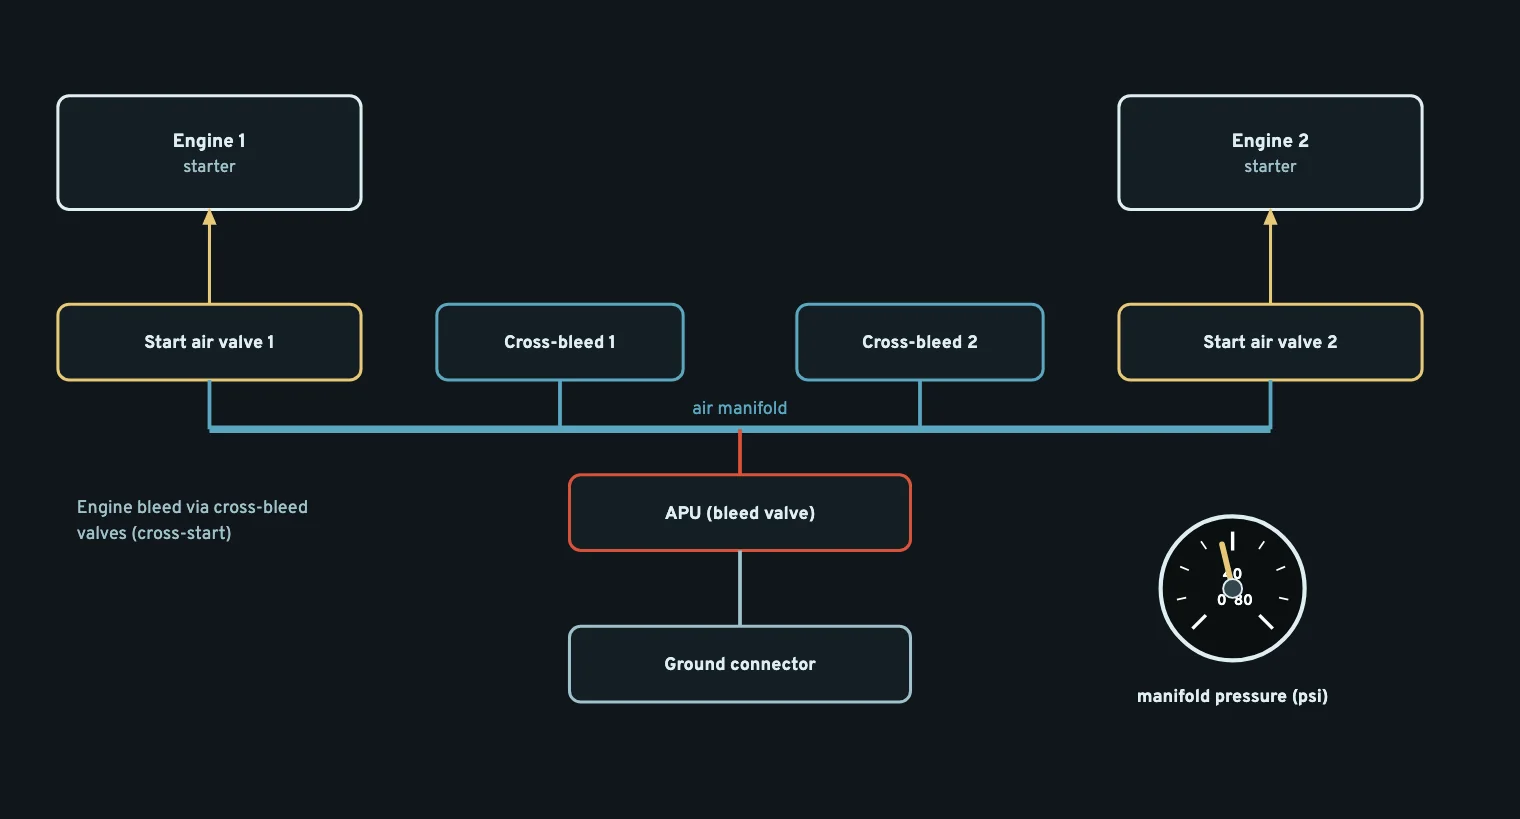 Engine 1
starter
Engine 2
starter
Start air valve 1
Cross-bleed 1
Cross-bleed 2
Start air valve 2
air manifold
Engine bleed via cross-bleed
valves (cross-start)
APU (bleed valve)
40
0 80
Ground connector
manifold pressure (psi)